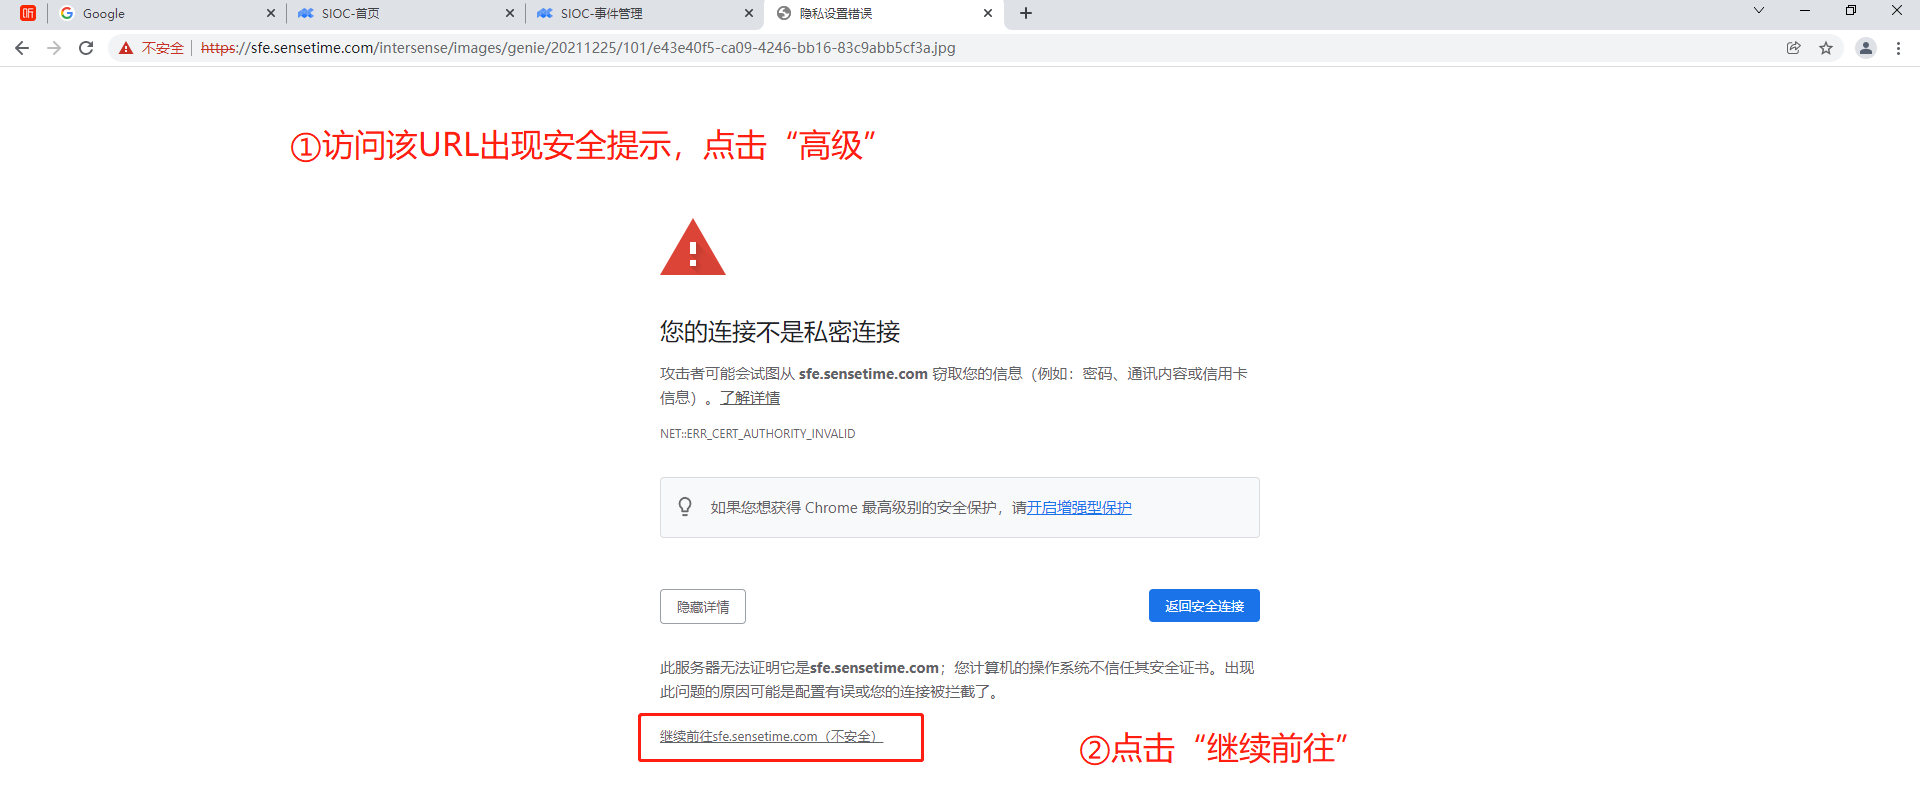 Google
SIOC-首页
SIOC-事件管理
隐私设置错误
不安全
https://sfe.sensetime.com/intersense/images/genie/20211225/101/e43e40f5-ca09-4246-bb16-83c9abb5cf3a.jpg
①访问该URL出现安全提示，点击“高级”
您的连接不是私密连接
攻击者可能会试图从 sfe.sensetime.com 窃取您的信息（例如：密码、通讯内容或信用卡
信息）。了解详情
NET::ERR_CERT_AUTHORITY_INVALID
如果您想获得 Chrome 最高级别的安全保护，请开启增强型保护
隐藏详情
返回安全连接
此服务器无法证明它是sfe.sensetime.com；您计算机的操作系统不信任其安全证书。出现
此问题的原因可能是配置有误或您的连接被拦截了。
继续前往sfe.sensetime.com（不安全）
②点击“继续前往”